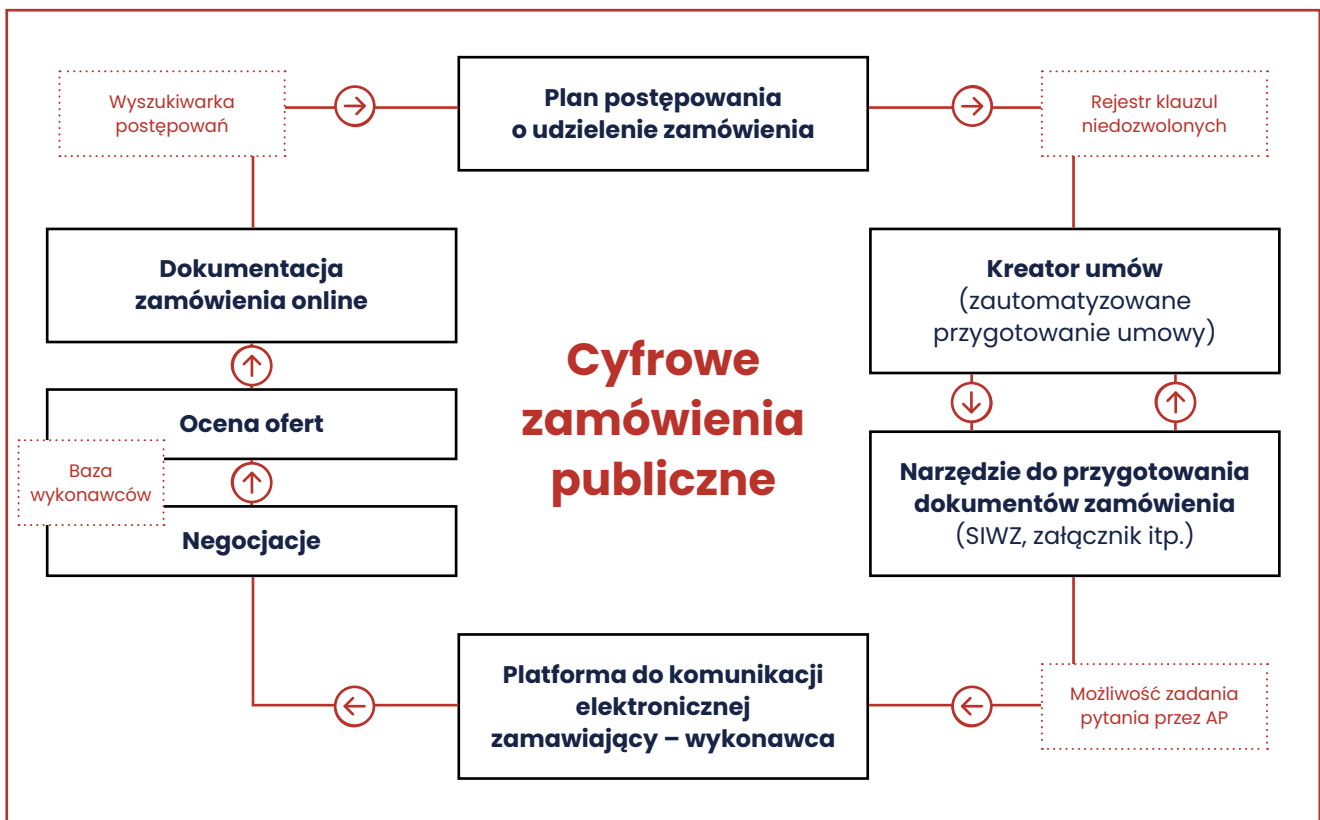 Wyszukiwarka
postępowań
Plan postępowania
o udzielenie zamówienia
Rejestr klauzul
niedozwolonych
Dokumentacja
zamówienia online
Kreator umów
(zautomatyzowane
przygotowanie umowy)
Cyfrowe
zamówienia
publiczne
Ocena ofert
Baza
wykonawców
Negocjacje
Narzędzie do przygotowania
dokumentów zamówienia
(SIWZ, załącznik itp.)
Platforma do komunikacji
elektronicznej
zamawiający – wykonawca
Możliwość zadania
pytania przez AP